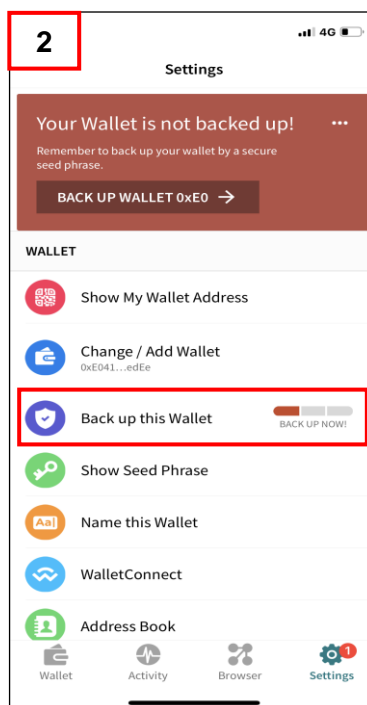 2
4G
Settings
Your Wallet is not backed up!
Remember to back up your wallet by a secure
seed phrase.
BACK UP WALLET 0xE0 →
WALLET
Show My Wallet Address
Change / Add Wallet
0xE041...edEe
Back up this Wallet
BACK UP NOW!
Show Seed Phrase
Aa
Name this Wallet
WalletConnect
Address Book
1
Wallet Activity Browser Settings